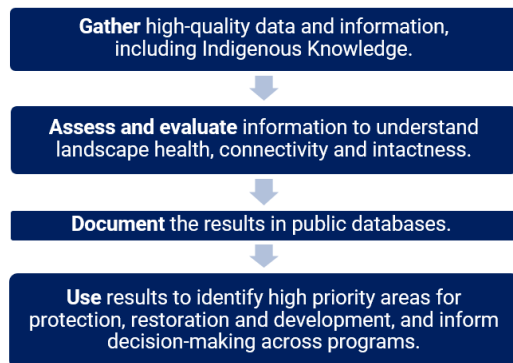 Gather high-quality data and information,
including Indigenous Knowledge.
Assess and evaluate information to understand
landscape health, connectivity and intactness.
Document the results in public databases.
Use results to identify high priority areas for
protection, restoration and development, and inform
decision-making across programs.